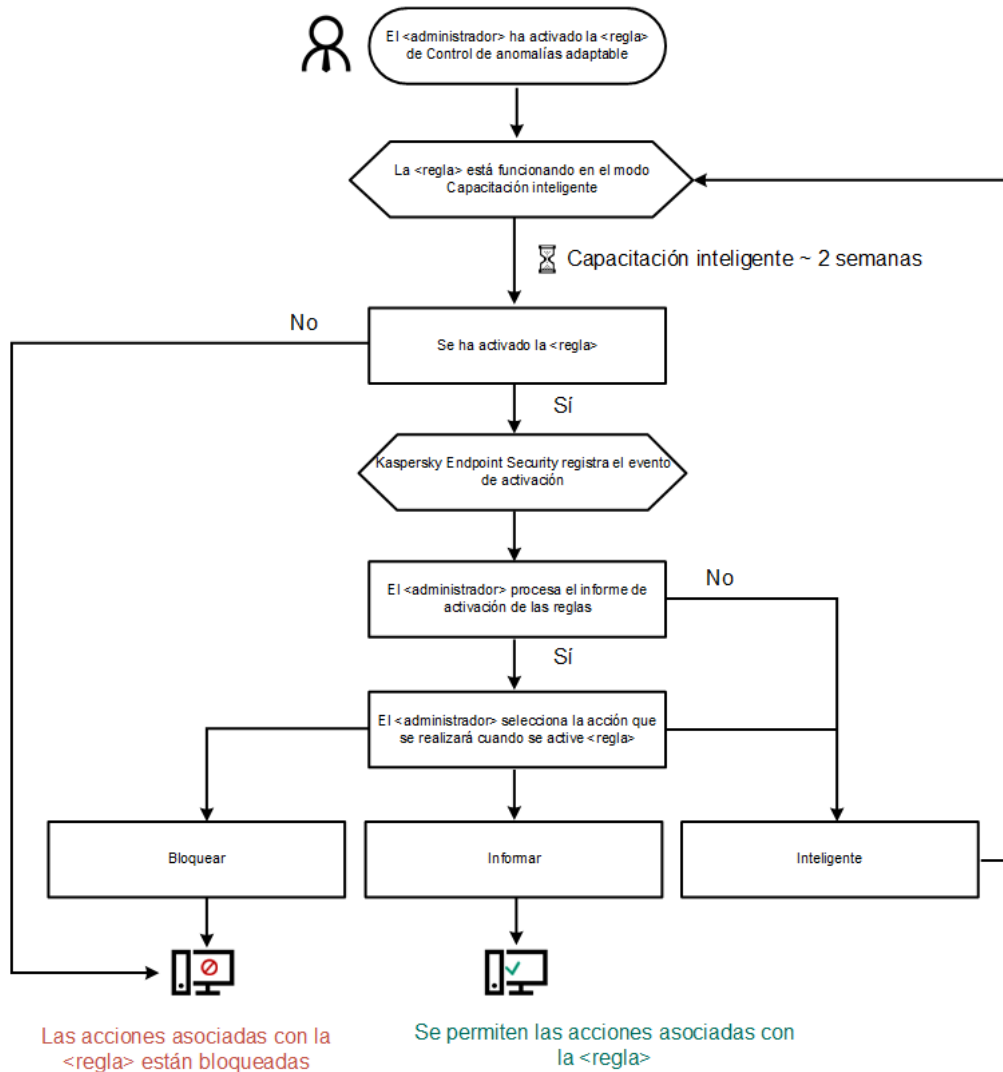 El <administrador> ha activado la <regla>
de Control de anomalías adaptable
La <regla> está funcionando en el modo
Capacitación inteligente
Capacitación inteligente ~ 2 semanas
No
Se ha activado la <regla>
Sí
Kaspersky Endpoint Security registra el evento
de activación
El <administrador> procesa el informe de
activación de las reglas
No
Sí
El <administrador> selecciona la acción que
se realizará cuando se active <regla>
Bloquear
Informar
Inteligente
Las acciones asociadas con la
<regla> están bloqueadas
Se permiten las acciones asociadas con
la <regla>